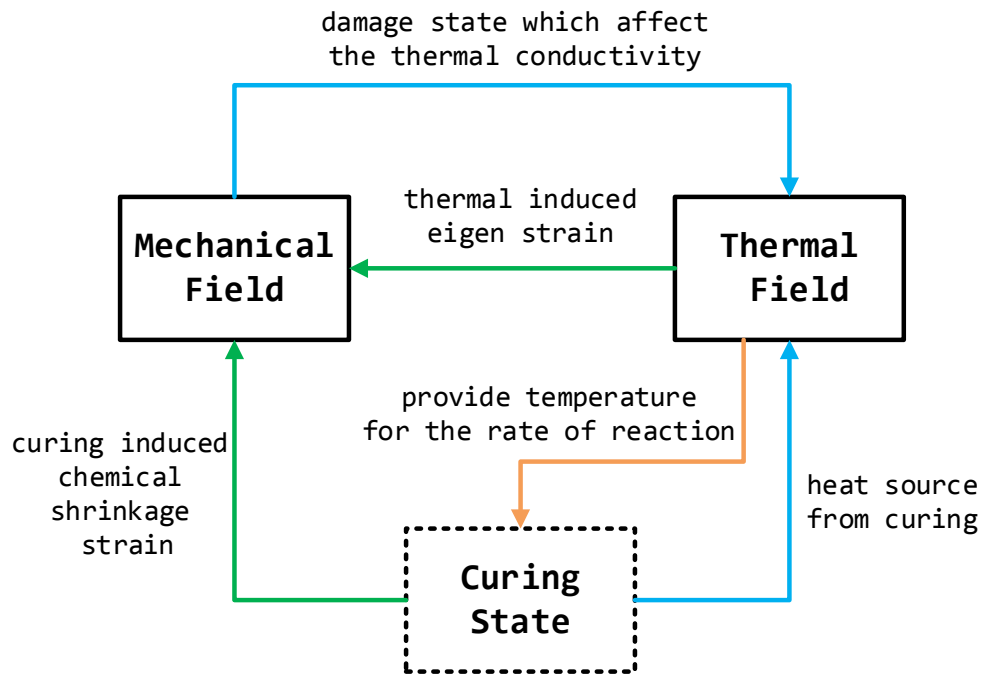 damage state which affect
the thermal conductivity
thermal induced
eigen strain
Mechanical
Field
Thermal
Field
provide temperature
for the rate of reaction
curing induced
chemical
shrinkage
strain
heat source
from curing
Curing
State